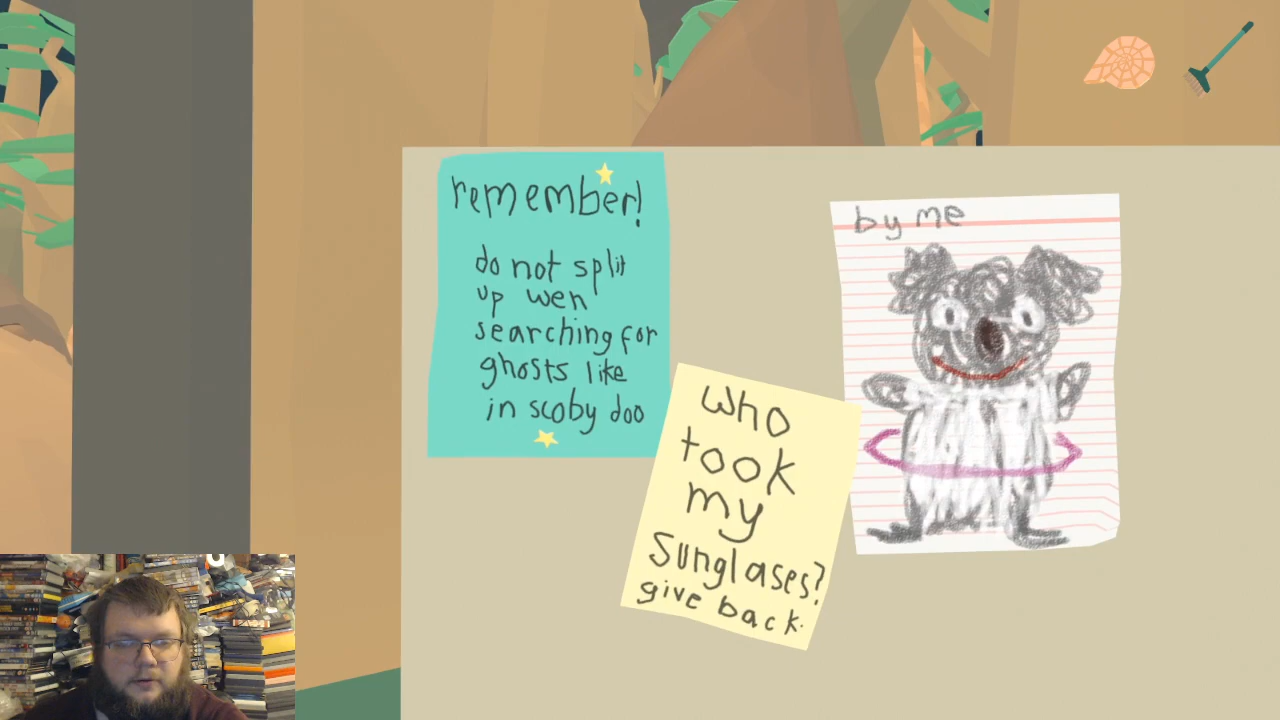 remember!
do not split
up wen
searching for
ghosts like
in scoby doo
who
took
my
sunglases?
give back.
by me